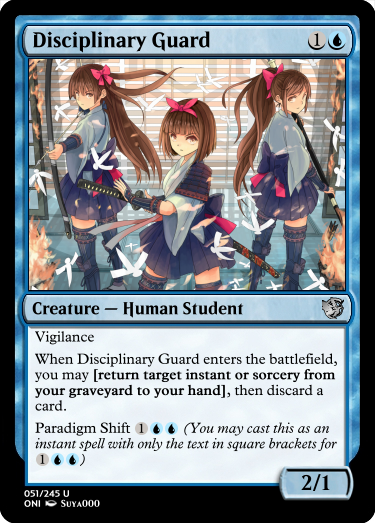 Disciplinary Guard 1U
Creature — Human Student
Vigilance
When Disciplinary Guard enters the battlefield,
you may [return target instant or sorcery from
your graveyard to your hand], then discard a
card.
Paradigm Shift 1 (You may cast this as an
instant spell with only the text in square brackets for
1 )
2/1
051/245 U
ONI SUYA000